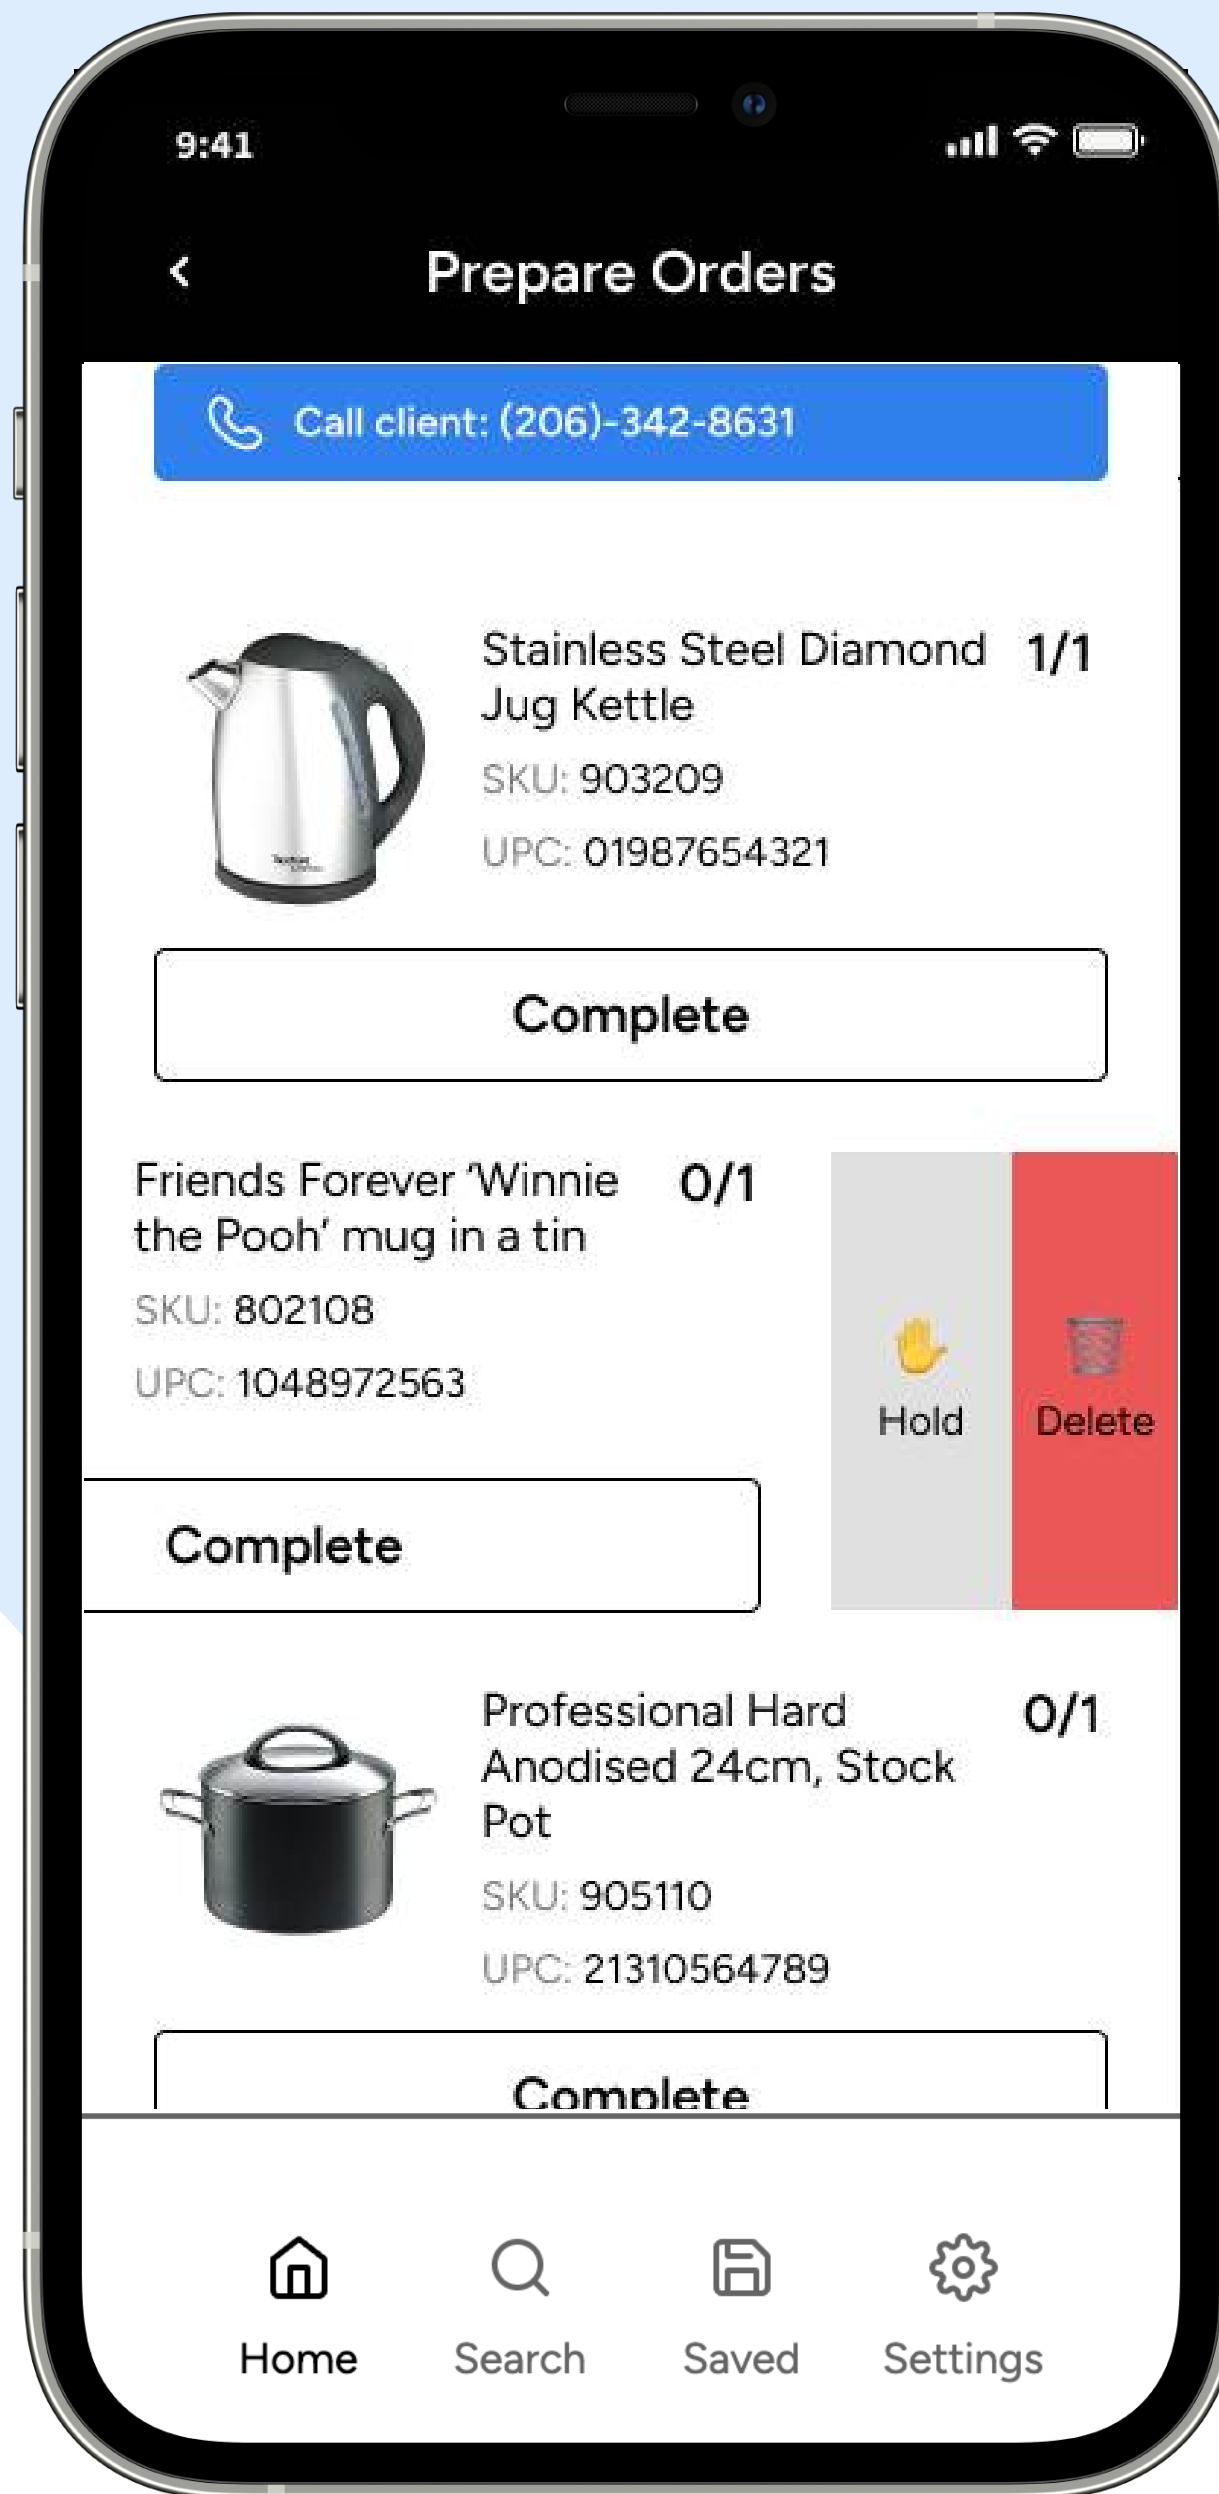 9:41
Prepare Orders
Call client: (206)-342-8631
Stainless Steel Diamond 1/1
Jug Kettle
SKU: 903209
UPC: 01987654321
Complete
Friends Forever ‘Winnie 0/1
the Pooh’ mug in a tin
SKU: 802108
UPC: 1048972563
Hold Delete
Complete
Professional Hard 0/1
Anodised 24cm, Stock
Pot
SKU: 905110
UPC: 21310564789
Complete
Home Search Saved Settings